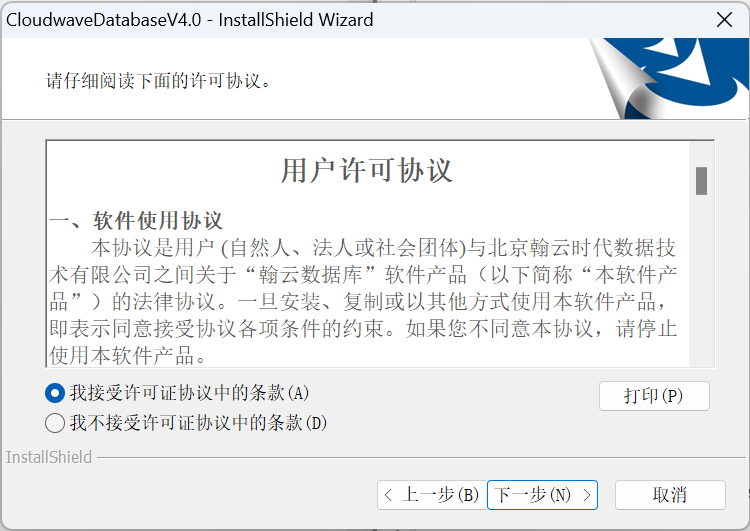 CloudwaveDatabaseV4.0 - InstallShield Wizard
请仔细阅读下面的许可协议。
用户许可协议
一、软件使用协议
本协议是用户(自然人、法人或社会团体)与北京翰云时代数据技
术有限公司之间关于“翰云数据库”软件产品（以下简称“本软件产
品”）的法律协议。一旦安装、复制或以其他方式使用本软件产品，
即表示同意接受协议各项条件的约束。如果您不同意本协议，请停止
使用本软件产品。
我接受许可证协议中的条款(A)
打印(P)
我不接受许可证协议中的条款(D)
InstallShield
< 上一步(B)
下一步(N) >
取消